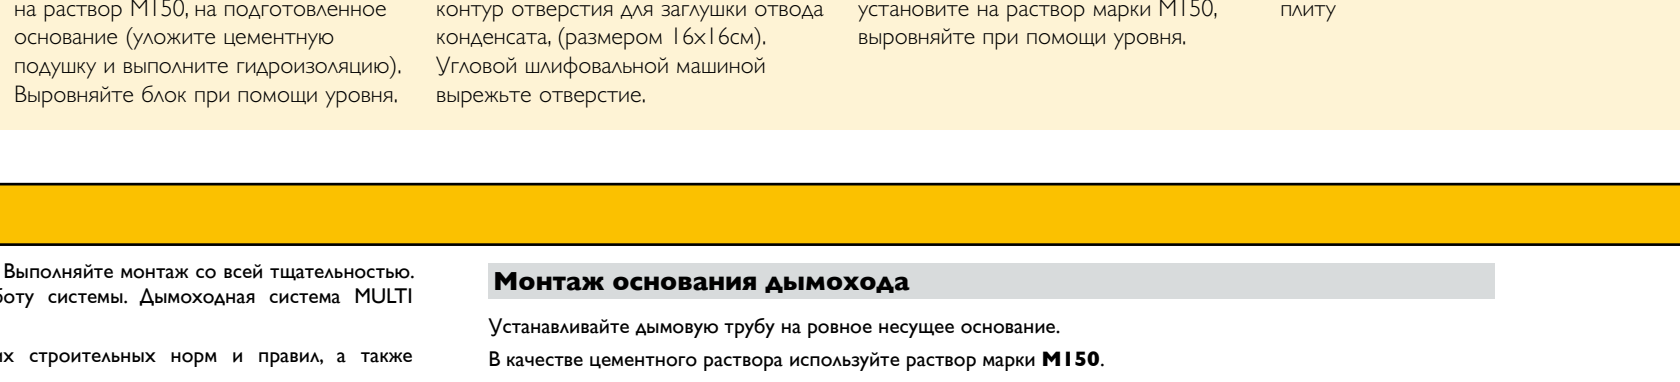 на раствор М150, на подготовленное
основание (уложите цементную
подушку и выполните гидроизоляцию).
Выровняйте блок при помощи уровня.
контур отверстия для заглушки отвода
конденсата, (размером 16х16см).
Угловой шлифовальной машиной
вырежьте отверстие.
установите на раствор марки М150,
выровняйте при помощи уровня.
плиту
Выполняйте монтаж со всей тщательностью.
боту системы. Дымоходная система MULTI
их строительных норм и правил, а также
Монтаж основания дымохода
Устанавливайте дымовую трубу на ровное несущее основание.
В качестве цементного раствора используйте раствор марки М150.